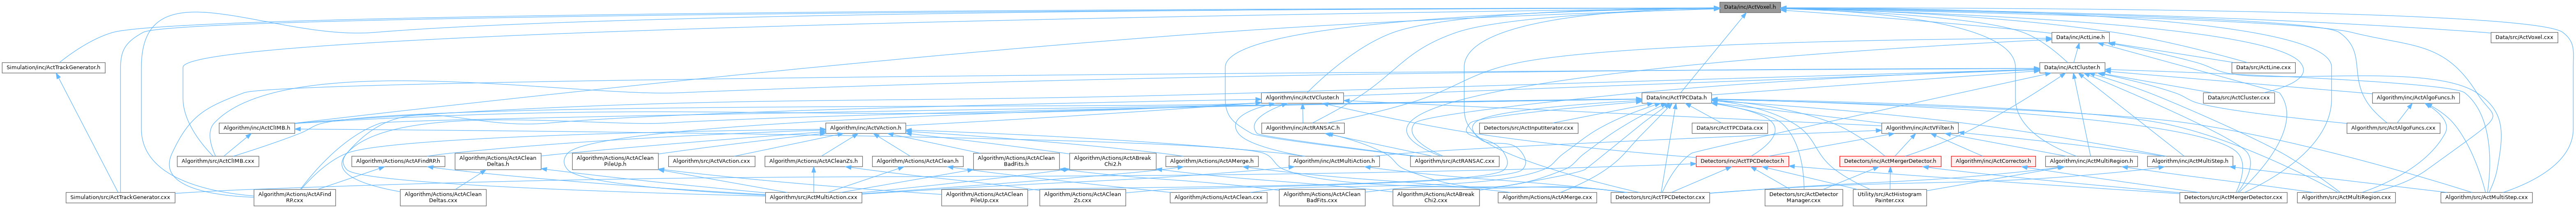 Data/inc/ActVoxel.h
Data/inc/ActLine.h
Data/src/ActVoxel.cxx
Simulation/inc/ActTrackGenerator.h
Data/inc/ActCluster.h
Data/src/ActLine.cxx
Algorithm/inc/ActVCluster.h
Data/inc/ActTPCData.h
Data/src/ActCluster.cxx
Algorithm/inc/ActAlgoFuncs.h
Algorithm/inc/ActCliMB.h
Algorithm/inc/ActVAction.h
Algorithm/inc/ActRANSAC.h
Detectors/src/ActInputIterator.cxx
Data/src/ActTPCData.cxx
Algorithm/inc/ActVFilter.h
Algorithm/src/ActAlgoFuncs.cxx
Algorithm/src/ActCliMB.cxx
Algorithm/Actions/ActAFindRP.h
Algorithm/Actions/ActAClean
Deltas.h
Algorithm/Actions/ActAClean
PileUp.h
Algorithm/src/ActVAction.cxx
Algorithm/Actions/ActACleanZs.h
Algorithm/Actions/ActAClean.h
Algorithm/Actions/ActAClean
BadFits.h
Algorithm/Actions/ActABreak
Chi2.h
Algorithm/Actions/ActAMerge.h
Algorithm/inc/ActMultiAction.h
Algorithm/src/ActRANSAC.cxx
Detectors/inc/ActTPCDetector.h
Detectors/inc/ActMergerDetector.h
Algorithm/inc/ActCorrector.h
Algorithm/inc/ActMultiRegion.h
Algorithm/inc/ActMultiStep.h
Simulation/src/ActTrackGenerator.cxx
Algorithm/Actions/ActAFind
RP.cxx
Algorithm/Actions/ActAClean
Deltas.cxx
Algorithm/src/ActMultiAction.cxx
Algorithm/Actions/ActAClean
PileUp.cxx
Algorithm/Actions/ActAClean
Zs.cxx
Algorithm/Actions/ActAClean.cxx
Algorithm/Actions/ActAClean
BadFits.cxx
Algorithm/Actions/ActABreak
Chi2.cxx
Algorithm/Actions/ActAMerge.cxx
Detectors/src/ActTPCDetector.cxx
Detectors/src/ActDetector
Manager.cxx
Utility/src/ActHistogram
Painter.cxx
Detectors/src/ActMergerDetector.cxx
Algorithm/src/ActMultiRegion.cxx
Algorithm/src/ActMultiStep.cxx